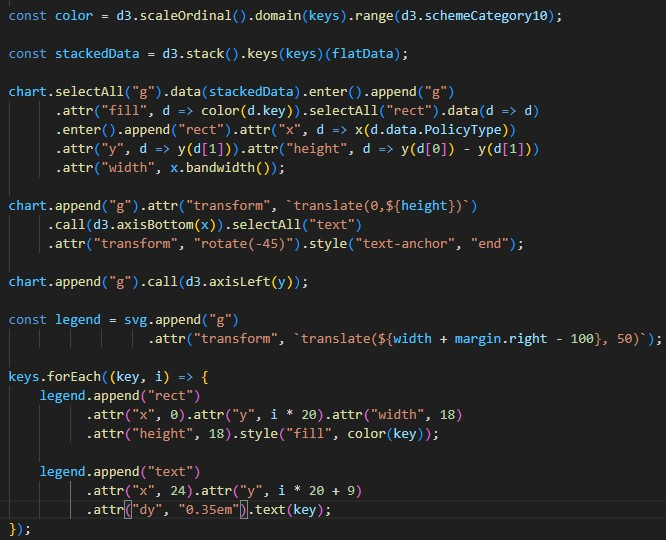 const color = d3.scaleOrdinal().domain(keys).range(d3.schemeCategory10);
const stackedData = d3.stack().keys(keys)(flatData);
chart.selectAll("g").data(stackedData).enter().append("g")
.attr("fill", d => color(d.key)).selectAll("rect").data(d => d)
.enter().append("rect").attr("x", d => x(d.data.PolicyType))
.attr("y", d => y(d[1])).attr("height", d => y(d[0]) - y(d[1]))
.attr("width", x.bandwidth());
chart.append("g").attr("transform", `translate(0,${height})`)
.call(d3.axisBottom(x)).selectAll("text")
.attr("transform", "rotate(-45)").style("text-anchor", "end");
chart.append("g").call(d3.axisLeft(y));
const legend = svg.append("g")
.attr("transform", `translate(${width + margin.right - 100}, 50)`);
keys.forEach((key, i) => {
legend.append("rect")
.attr("x", 0).attr("y", i * 20).attr("width", 18)
.attr("height", 18).style("fill", color(key));
legend.append("text")
.attr("x", 24).attr("y", i * 20 + 9)
.attr("dy", "0.35em").text(key);
});